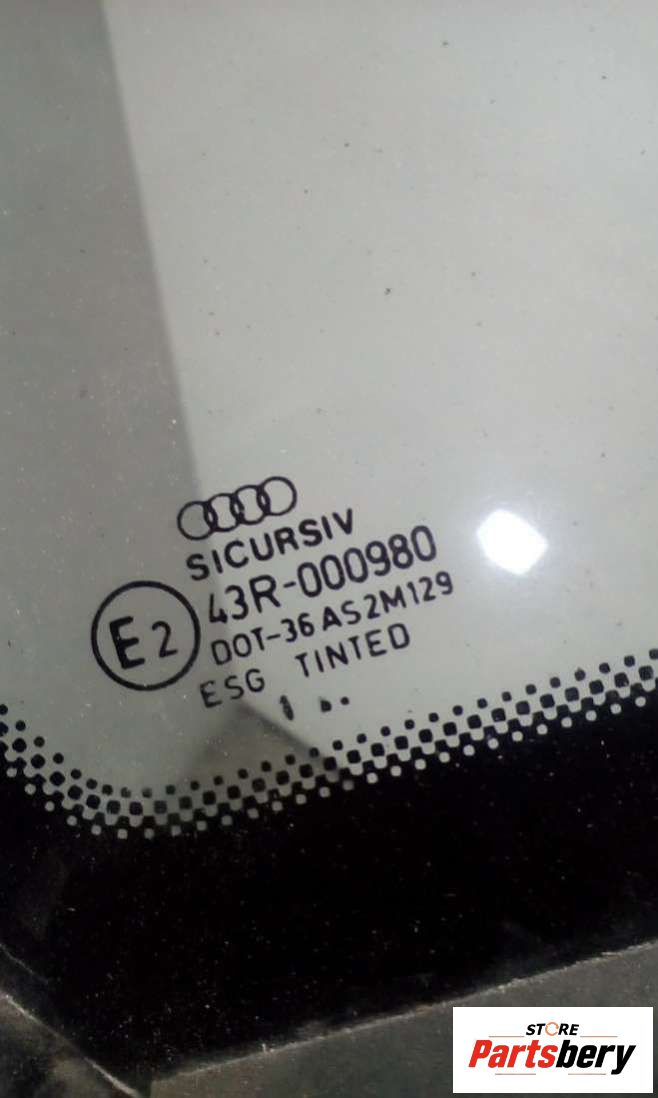 SICURSIV
E2
43R-000980
DOT-36 AS2M129
ESG TINTED
STORE
Partsbery